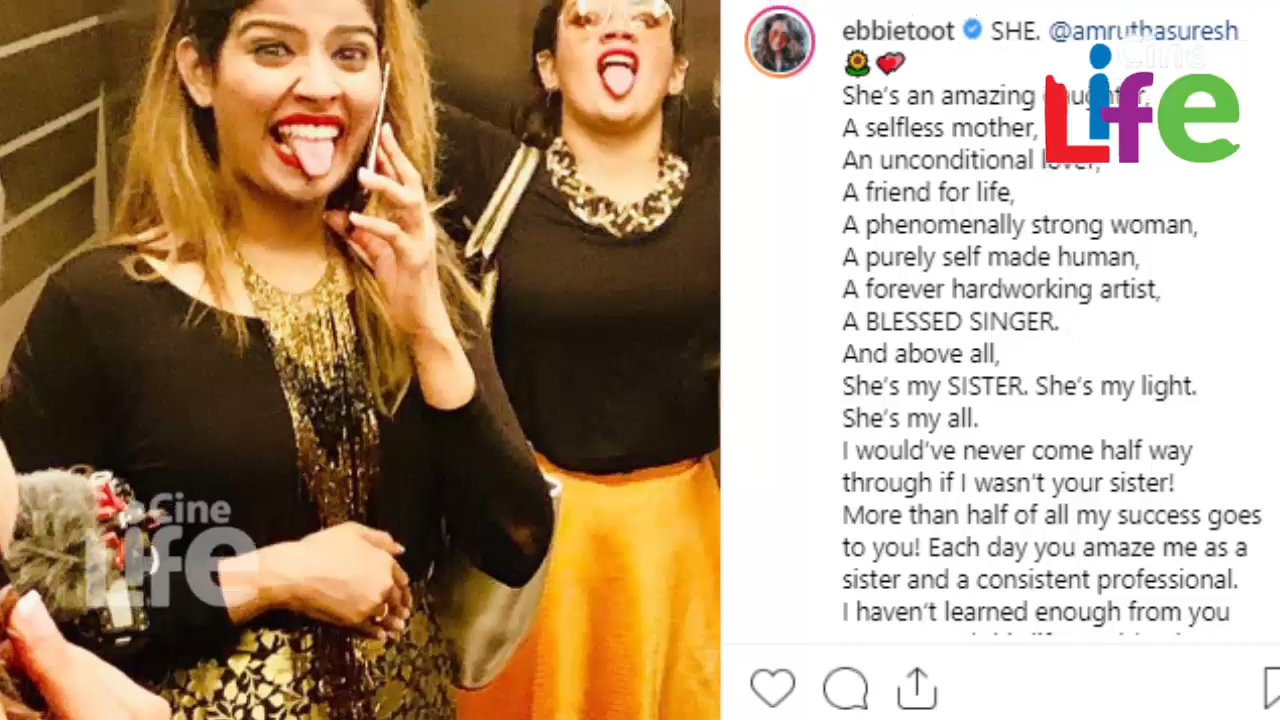 ebbietoot SHE. @amruthasuresh
She's an amazing daughter.
A selfless mother,
An unconditional lover,
A friend for life,
A phenomenally strong woman,
A purely self made human,
A forever hardworking artist,
A BLESSED SINGER.
And above all,
She's my SISTER. She's my light.
She's my all.
I would've never come half way
through if I wasn't your sister!
More than half of all my success goes
to you! Each day you amaze me as a
sister and a consistent professional.
I haven't learned enough from you
Cine
Life
Cine
Life